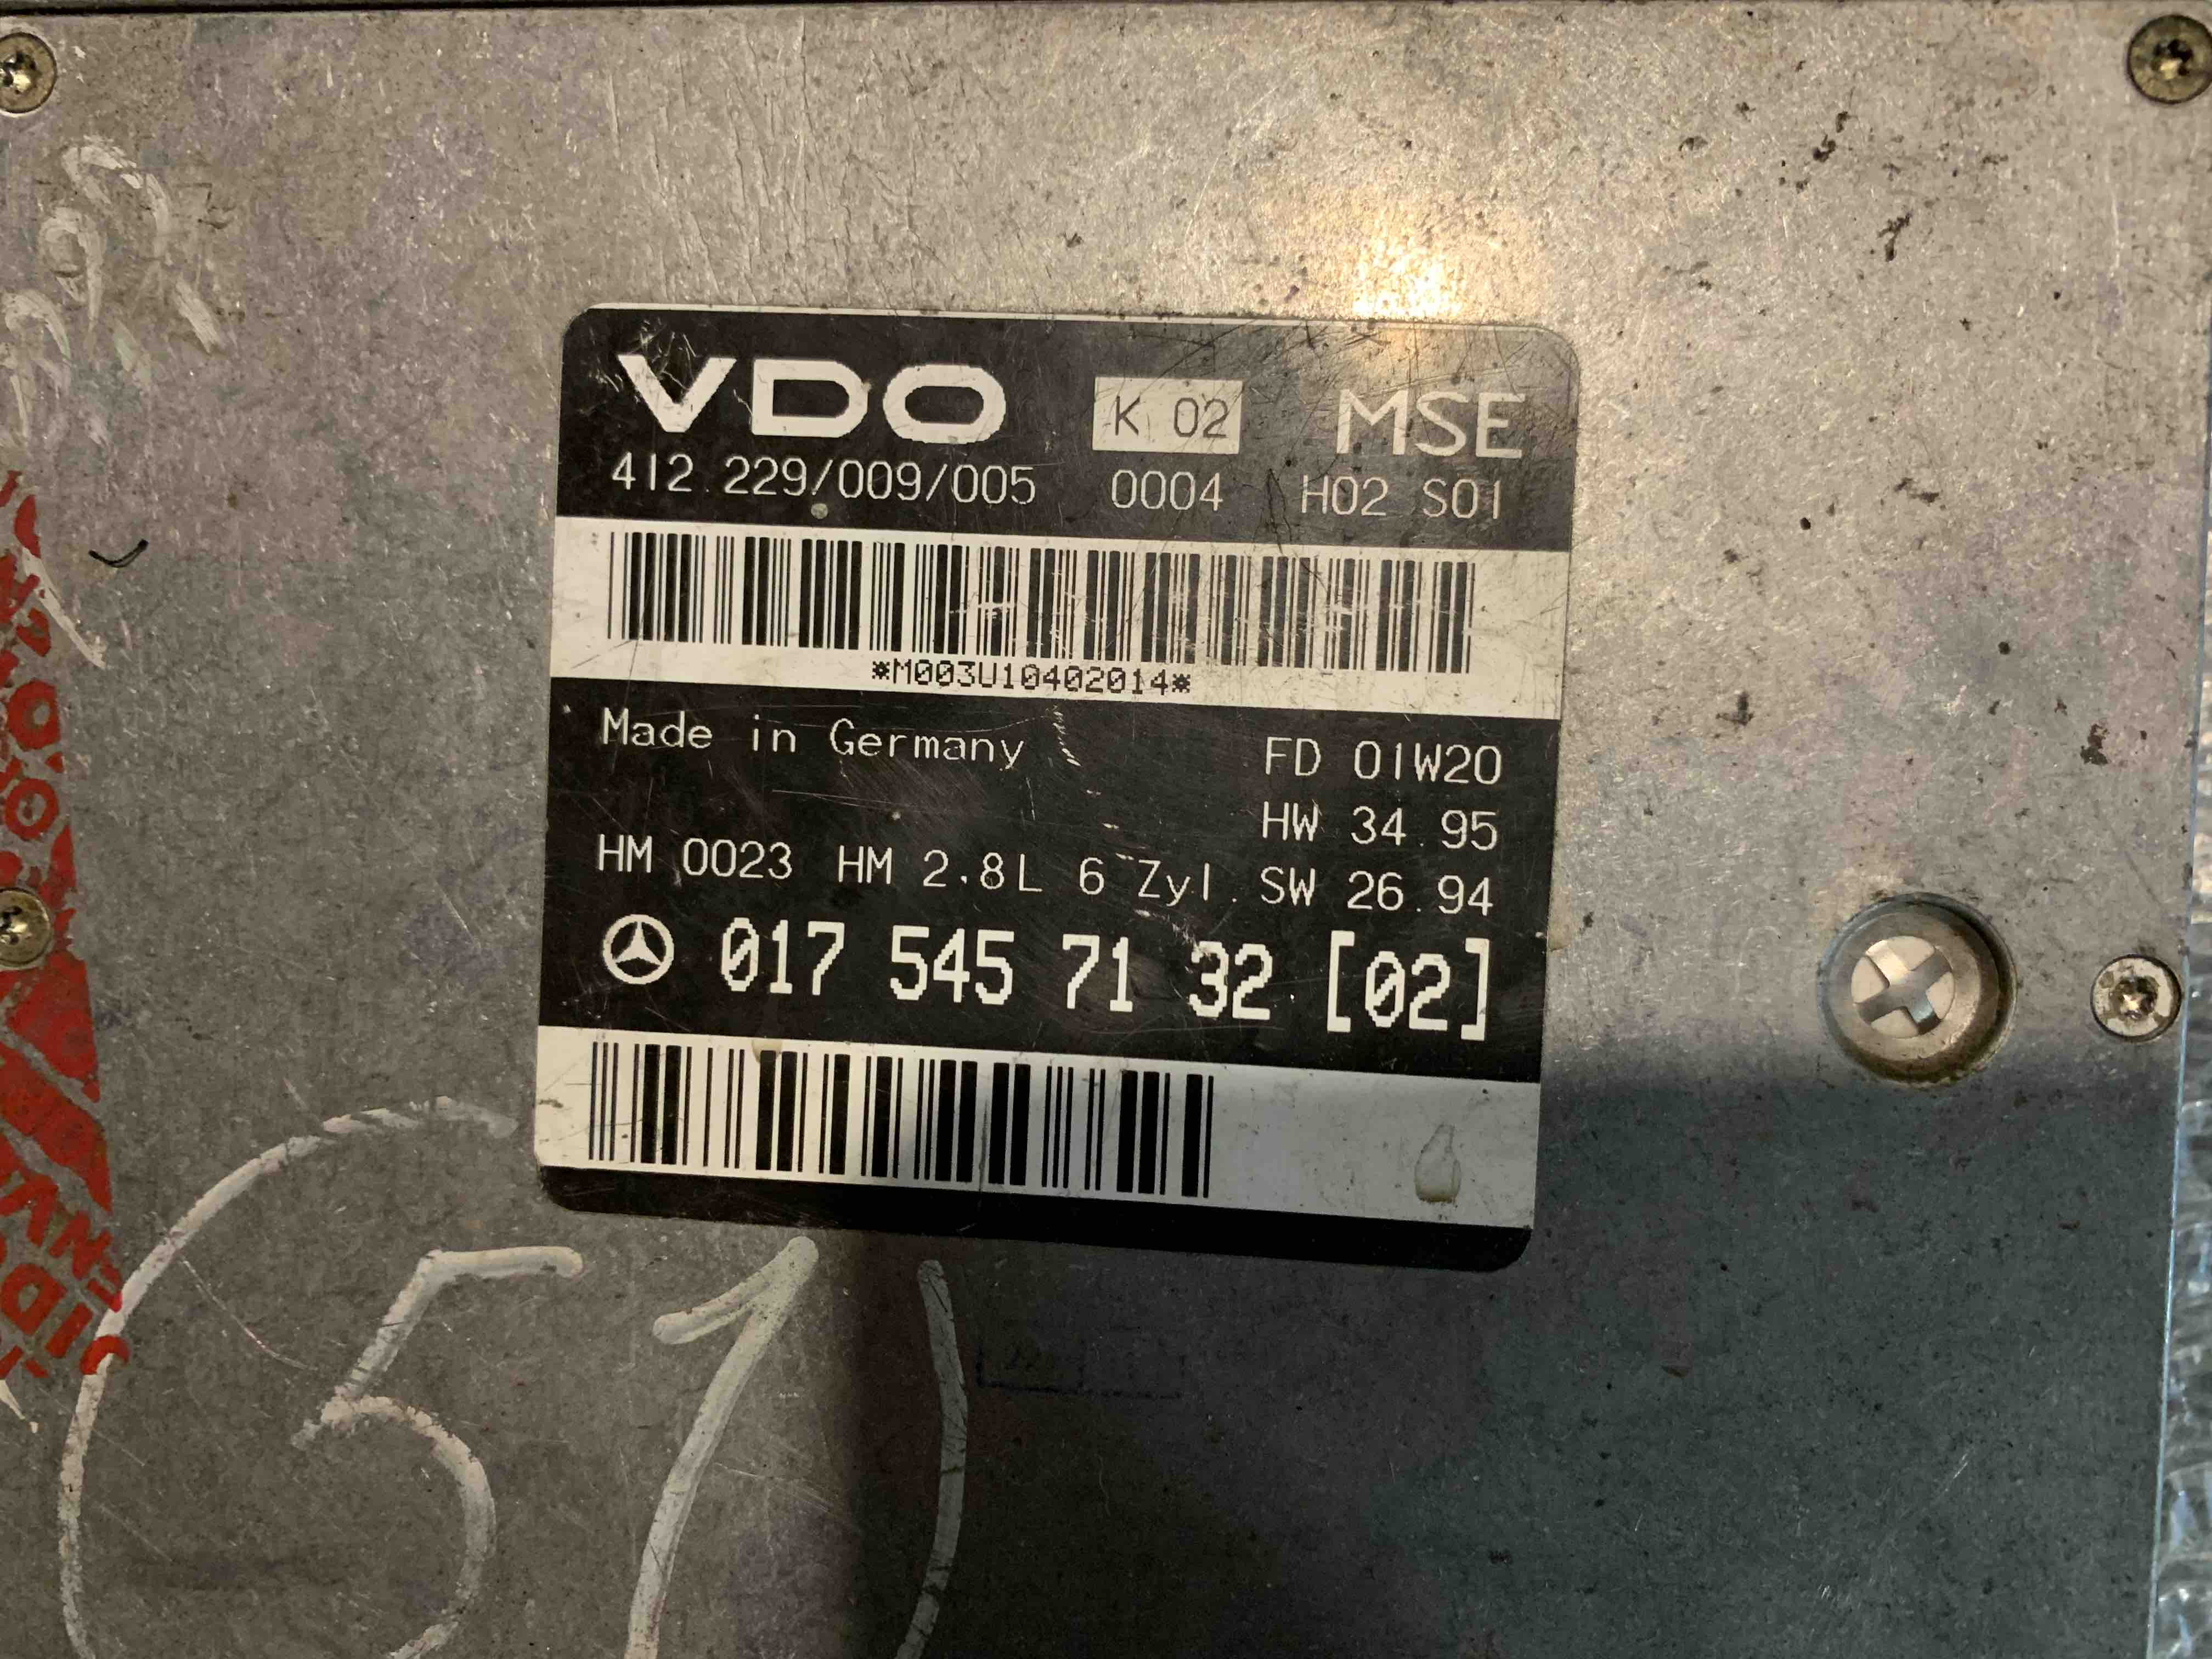 VDO K 02 MSE
412.229/009/005 0004 H02 S01
*M003U10402014*
Made in Germany FD 01W20
HW 34.95
HM 0023 HM 2.8L 6 Zyl. SW 26.94
017 545 71 32 [02]
51